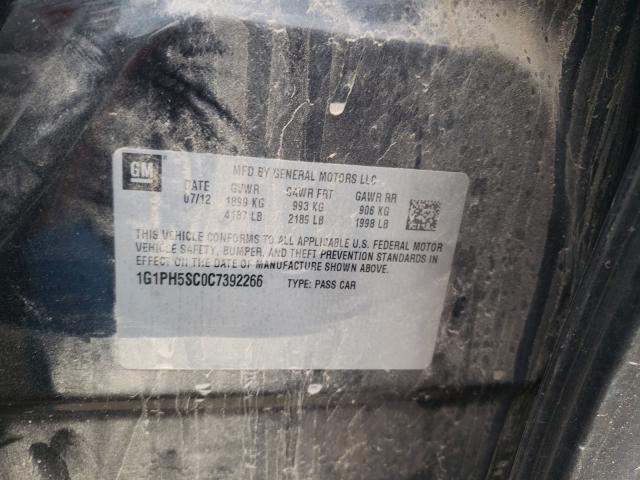 GM
MFD BY GENERAL MOTORS LLC
DATE GVWR GAWR FRT GAWR RR
07/12 1899 KG 993 KG 906 KG
4187 LB 2189 LB 1998 LB
THIS VEHICLE CONFORMS TO ALL APPLICABLE U.S. FEDERAL MOTOR
VEHICLE SAFETY, BUMPER, AND THEFT PREVENTION STANDARDS IN
EFFECT ON THE DATE OF MANUFACTURE SHOWN ABOVE.
1G1PH5SC0C7392266 TYPE: PASS CAR